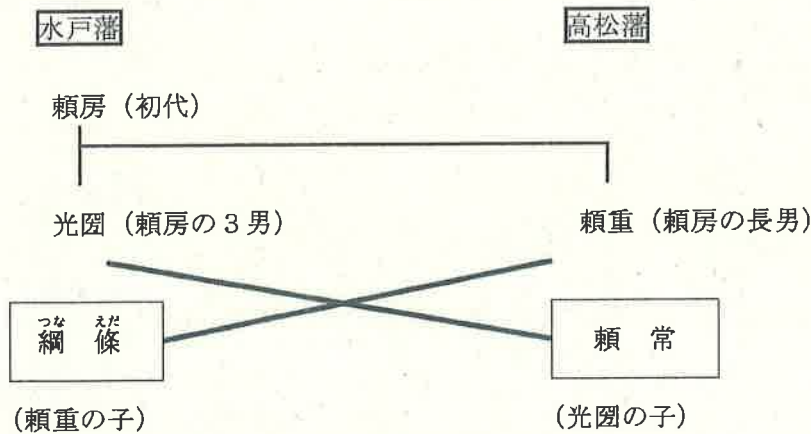 水戸藩
高松藩
頼房（初代）
光圀（頼房の３男）
頼重（頼房の長男）
つな えだ
綱 條
頼 常
(頼重の子)
(光圀の子)